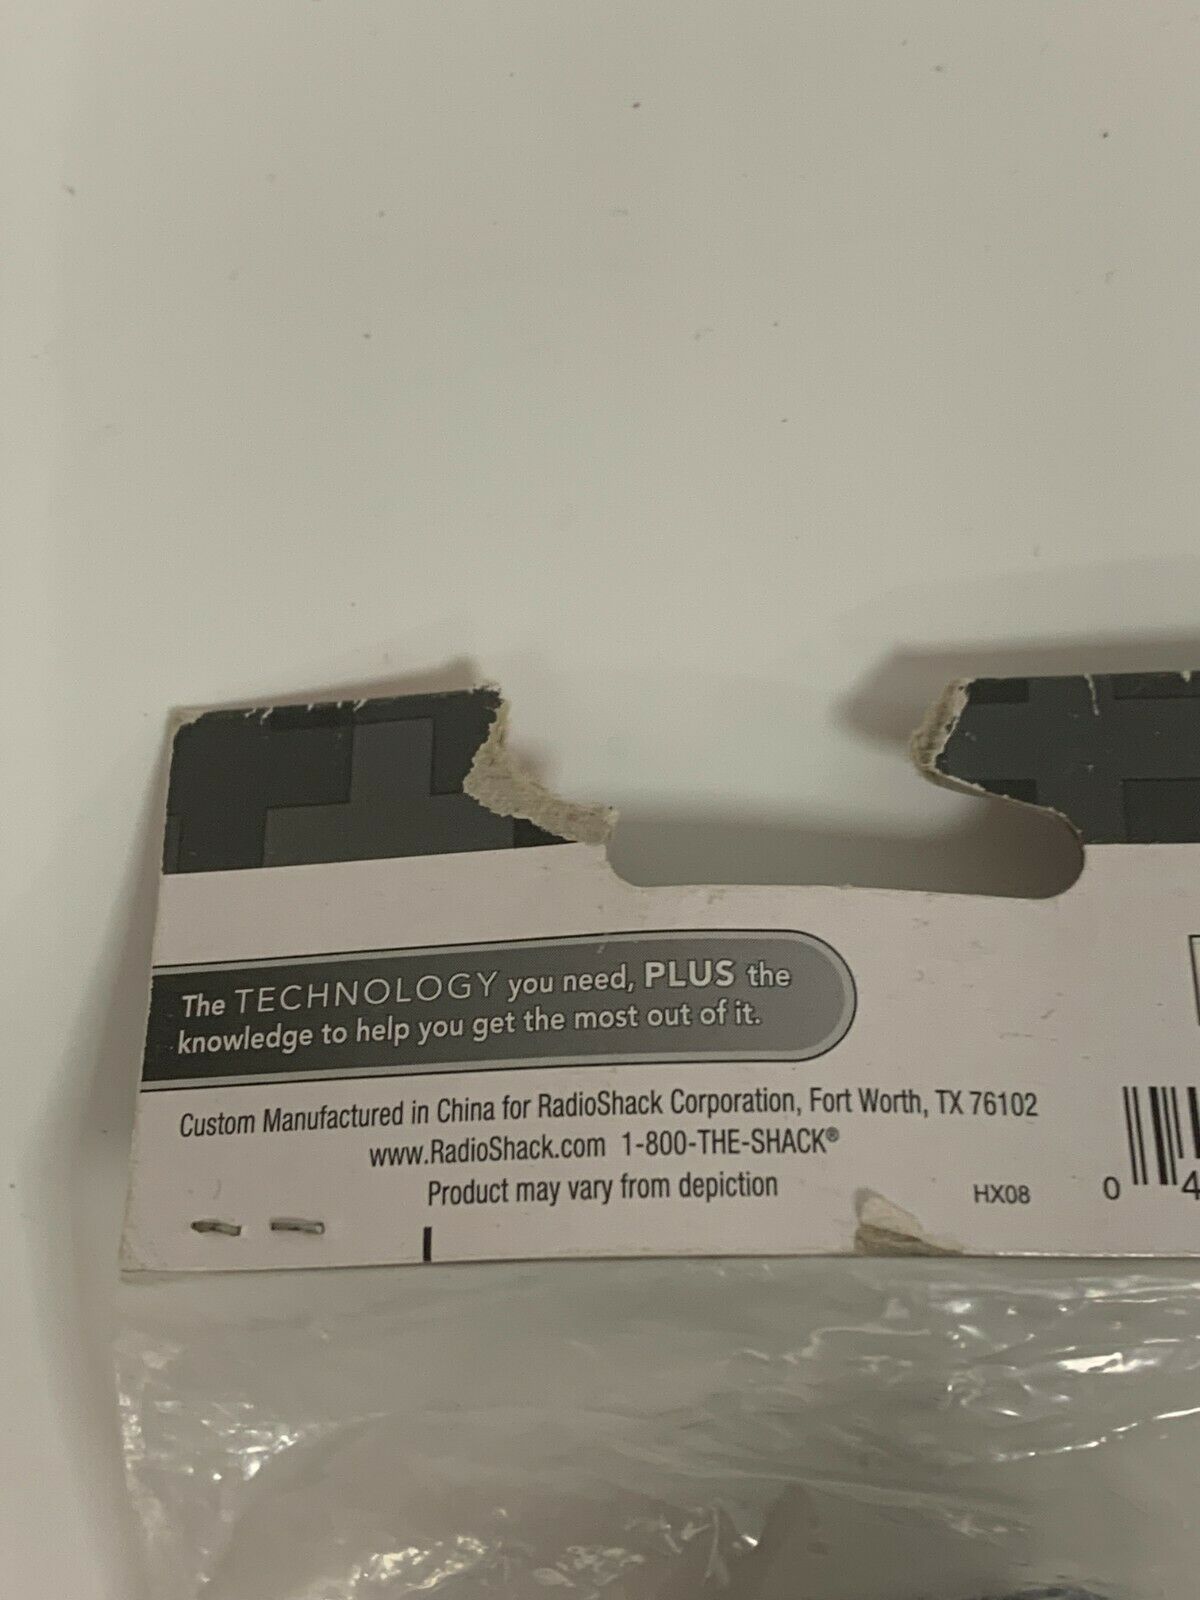 The TECHNOLOGY you need, PLUS the
knowledge to help you get the most out of it.
Custom Manufactured in China for RadioShack Corporation, Fort Worth, TX 76102
www.RadioShack.com 1-800-THE-SHACK®
Product may vary from depiction
HX08
0 4